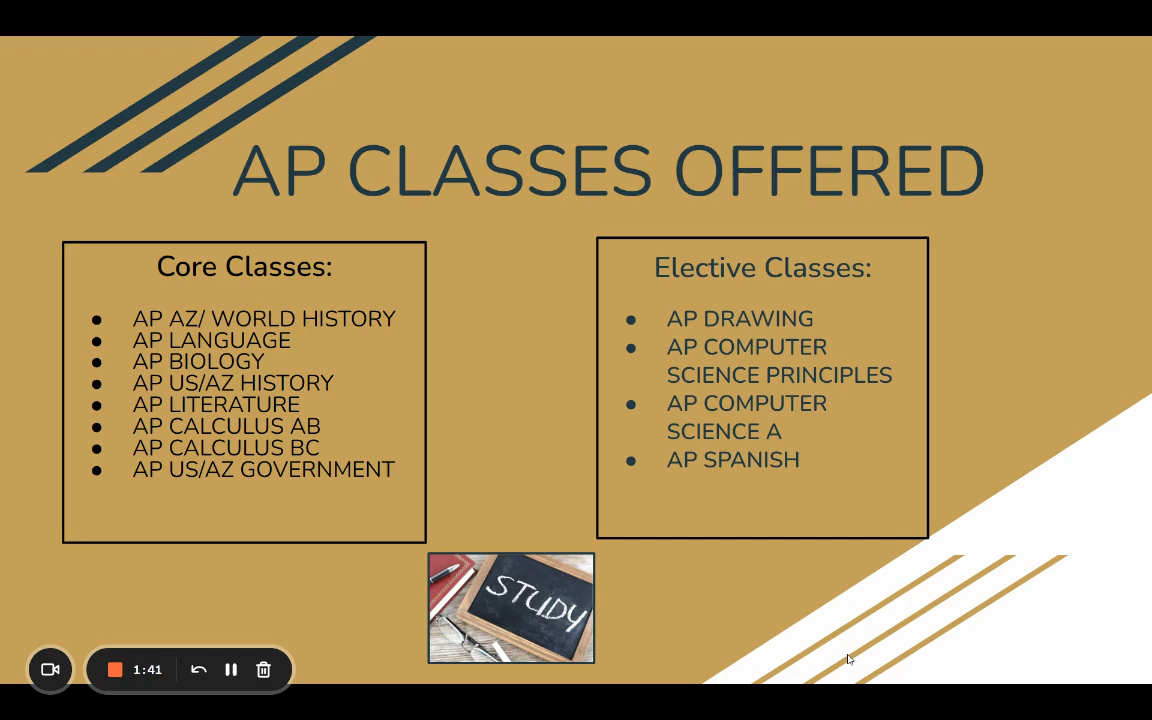 AP CLASSES OFFERED
Core Classes:
● AP AZ/ WORLD HISTORY
● AP LANGUAGE
● AP BIOLOGY
● AP US/AZ HISTORY
● AP LITERATURE
● AP CALCULUS AB
● AP CALCULUS BC
● AP US/AZ GOVERNMENT
Elective Classes:
● AP DRAWING
● AP COMPUTER
SCIENCE PRINCIPLES
● AP COMPUTER
SCIENCE A
● AP SPANISH
STUDY
1:41